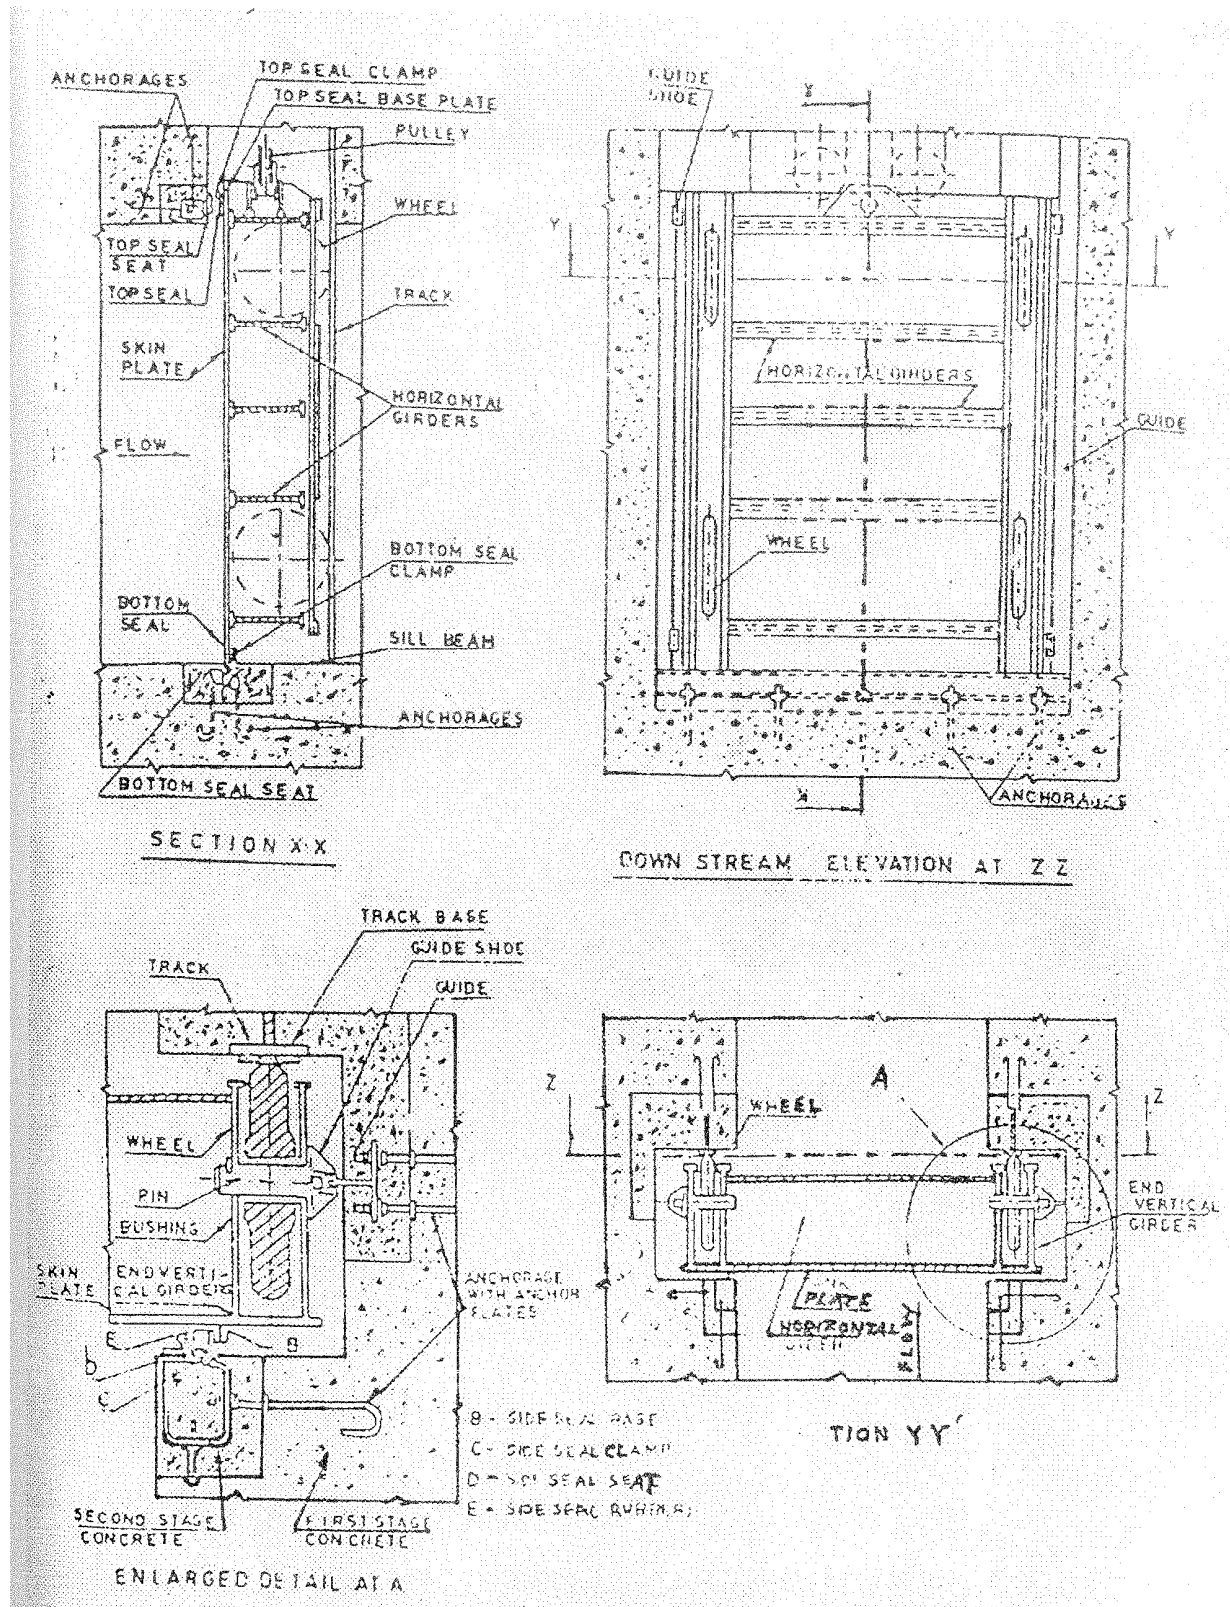 ANCHORAGES
TOP SEAL CLAMP
TOP SEAL BASE PLATE
PULLEY
WHEEL
TOP SEAL
SEAT
TOP SEAL
TRACK
SKIN
PLATE
HORIZONTAL
GIRDERS
FLOW
BOTTOM SEAL
CLAMP
BOTTOM
SEAL
SILL BEAM
ANCHORAGES
BOTTOM SEAL SEAT
SECTION X-X
GUIDE
SHOE
X
Y
Y
HORIZONTAL GIRDERS
GUIDE
WHEEL
ANCHORAGES
X
DOWN STREAM ELEVATION AT Z Z
TRACK BASE
GUIDE SHOE
TRACK
GUIDE
WHEEL
PIN
BUSHING
SKIN
PLATE
END VERTI-
CAL GIRDER
ANCHORAGE
WITH ANCHOR
PLATES
E
B
b
C
B - SIDE SEAL BASE
C - SIDE SEAL CLAMP
D - SEAL SEAT
E - SIDE SEAL RUBBER
SECOND STAGE
CONCRETE
FIRST STAGE
CONCRETE
ENLARGED DETAIL AT A
Z
A
Z
WHEEL
END
VERTICAL
GIRDER
PLATE
HORIZONTAL
FLOW
TION YY